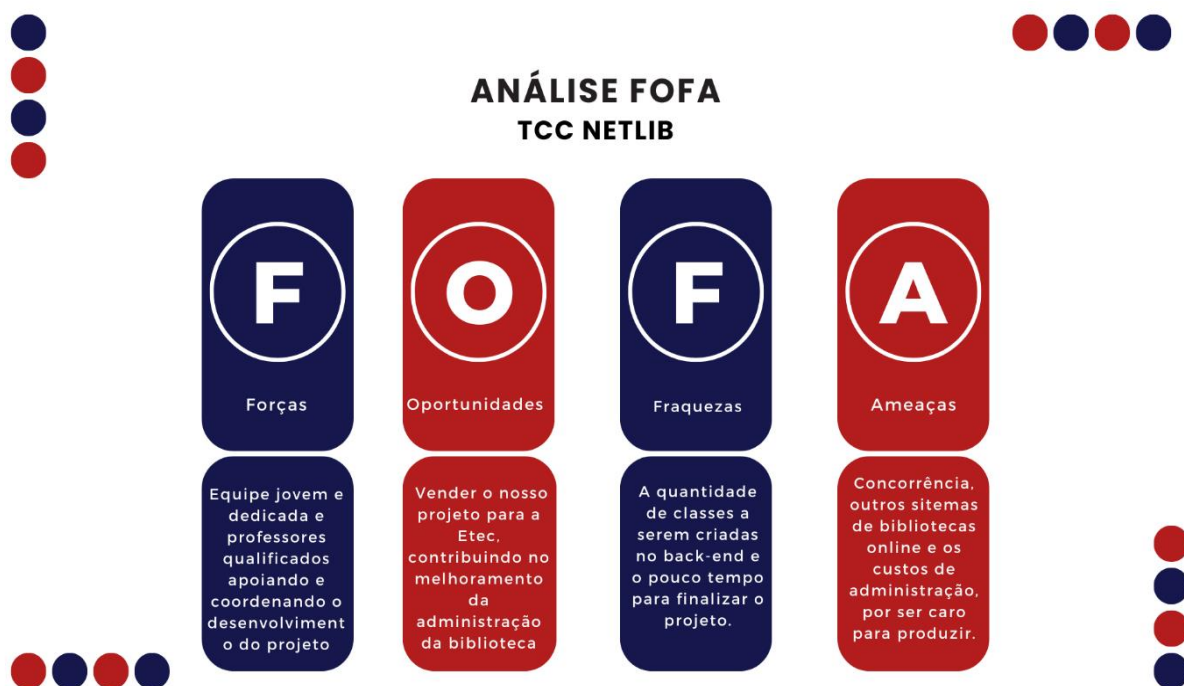 ANÁLISE FOFA
TCC NETLIB
F
Forças
Equipe jovem e
dedicada e
professores
qualificados
apoiando e
coordenando o
desenvolviment
o do projeto
O
Oportunidades
Vender o nosso
projeto para a
Etec,
contribuindo no
melhoramento
da
administração
da biblioteca
F
Fraquezas
A quantidade
de classes a
serem criadas
no back-end e
o pouco tempo
para finalizar o
projeto.
A
Ameaças
Concorrência,
outros sitemas
de bibliotecas
online e os
custos de
administração,
por ser caro
para produzir.